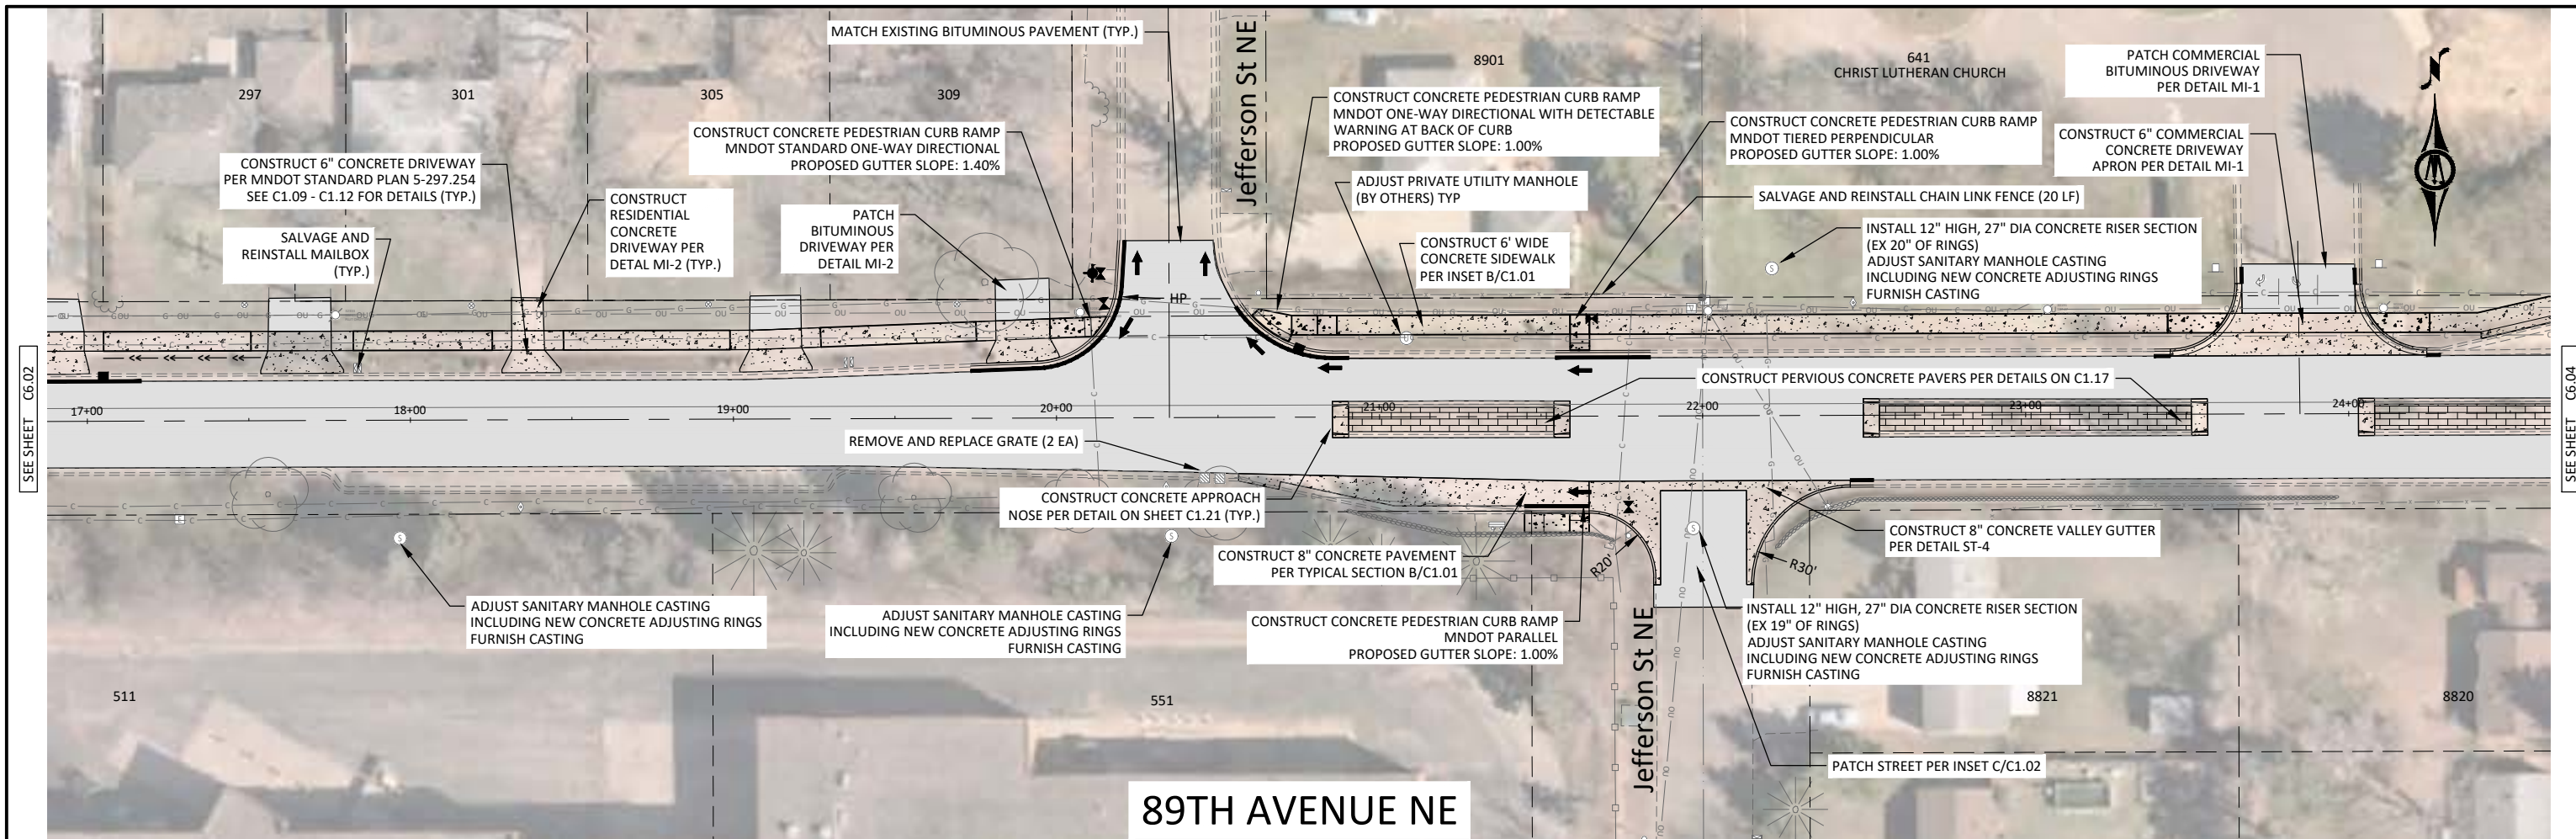 MATCH EXISTING BITUMINOUS PAVEMENT (TYP.)
Jefferson St NE
8901
641
CHRIST LUTHERAN CHURCH
PATCH COMMERCIAL
BITUMINOUS DRIVEWAY
PER DETAIL MI-1
297
301
305
309
CONSTRUCT CONCRETE PEDESTRIAN CURB RAMP
MNDOT STANDARD ONE-WAY DIRECTIONAL
PROPOSED GUTTER SLOPE: 1.40%
CONSTRUCT CONCRETE PEDESTRIAN CURB RAMP
MNDOT ONE-WAY DIRECTIONAL WITH DETECTABLE
WARNING AT BACK OF CURB
PROPOSED GUTTER SLOPE: 1.00%
CONSTRUCT CONCRETE PEDESTRIAN CURB RAMP
MNDOT TIERED PERPENDICULAR
PROPOSED GUTTER SLOPE: 1.00%
CONSTRUCT 6" COMMERCIAL
CONCRETE DRIVEWAY
APRON PER DETAIL MI-1
CONSTRUCT 6" CONCRETE DRIVEWAY
PER MNDOT STANDARD PLAN 5-297.254
SEE C1.09 - C1.12 FOR DETAILS (TYP.)
CONSTRUCT
RESIDENTIAL
CONCRETE
DRIVEWAY PER
DETAL MI-2 (TYP.)
PATCH
BITUMINOUS
DRIVEWAY PER
DETAIL MI-2
ADJUST PRIVATE UTILITY MANHOLE
(BY OTHERS) TYP
SALVAGE AND REINSTALL CHAIN LINK FENCE (20 LF)
SALVAGE AND
REINSTALL MAILBOX
(TYP.)
CONSTRUCT 6' WIDE
CONCRETE SIDEWALK
PER INSET B/C1.01
INSTALL 12" HIGH, 27" DIA CONCRETE RISER SECTION
(EX 20" OF RINGS)
ADJUST SANITARY MANHOLE CASTING
INCLUDING NEW CONCRETE ADJUSTING RINGS
FURNISH CASTING
HP
SEE SHEET C6.02
SEE SHEET C6.04
CONSTRUCT PERVIOUS CONCRETE PAVERS PER DETAILS ON C1.17
17+00
18+00
19+00
20+00
21+00
22+00
23+00
24+00
REMOVE AND REPLACE GRATE (2 EA)
CONSTRUCT CONCRETE APPROACH
NOSE PER DETAIL ON SHEET C1.21 (TYP.)
CONSTRUCT 8" CONCRETE PAVEMENT
PER TYPICAL SECTION B/C1.01
R20'
R30'
CONSTRUCT 8" CONCRETE VALLEY GUTTER
PER DETAIL ST-4
ADJUST SANITARY MANHOLE CASTING
INCLUDING NEW CONCRETE ADJUSTING RINGS
FURNISH CASTING
ADJUST SANITARY MANHOLE CASTING
INCLUDING NEW CONCRETE ADJUSTING RINGS
FURNISH CASTING
CONSTRUCT CONCRETE PEDESTRIAN CURB RAMP
MNDOT PARALLEL
PROPOSED GUTTER SLOPE: 1.00%
Jefferson St NE
INSTALL 12" HIGH, 27" DIA CONCRETE RISER SECTION
(EX 19" OF RINGS)
ADJUST SANITARY MANHOLE CASTING
INCLUDING NEW CONCRETE ADJUSTING RINGS
FURNISH CASTING
511
551
8821
8820
PATCH STREET PER INSET C/C1.02
89TH AVENUE NE